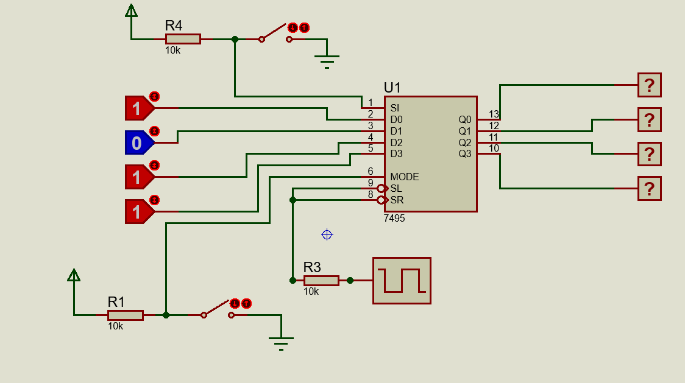 R4
10k
U1
1
1
SI
2
D0
Q0
13
0
3
D1
Q1
12
4
D2
Q2
11
1
5
D3
Q3
10
6
MODE
9
SL
1
8
SR
7495
?
?
?
?
R3
10k
R1
10k